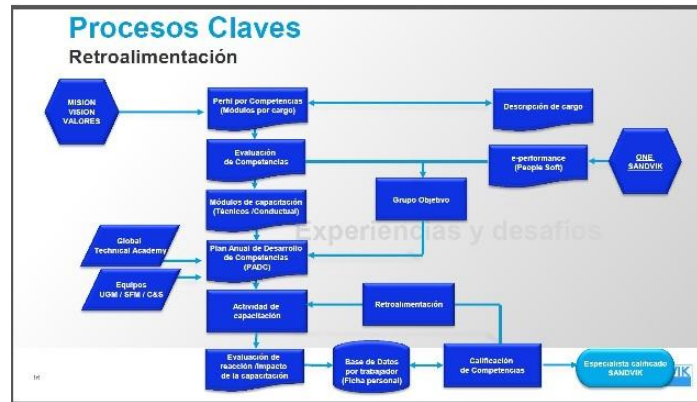 Procesos Claves
Retroalimentación
MISION
VISION
VALORES
Perfil por Competencias
(Módulos por cargo)
Descripción de cargo
Evaluación
de Competencias
e-performance
(People Soft)
ONE
SANDVIK
Módulos de capacitación
(Técnicos /Conductual)
Grupo Objetivo
Experiencias y desafios
Global
Technical Academy
Plan Anual de Desarrollo
de Competencias
(PADC)
Equipos
UGM / SFM / C&S
Actividad de
capacitación
Retroalimentación
Evaluación de
reacción /Impacto
de la capacitación
Base de Datos
por trabajador
(Ficha personal)
Calificación
de Competencias
Especialista calificado
SANDVIK